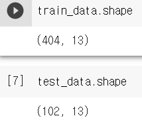 train_data.shape
(404, 13)
[7] test_data.shape
(102, 13)